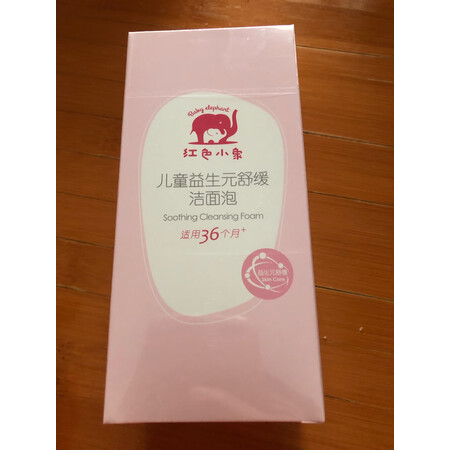 Baby elephant
红色小象
儿童益生元舒缓
洁面泡
Soothing Cleansing Foam
适用36个月+
益生元舒缓
Skin Care